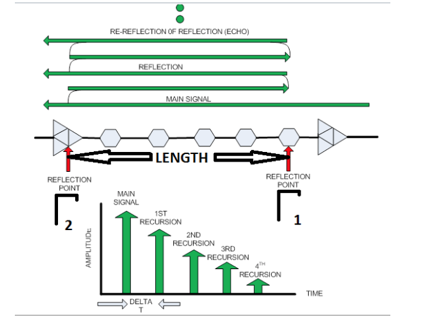 RE-REFLECTION 0F REFLECTION (ECHO)
REFLECTION
MAIN SIGNAL
LENGTH
REFLECTION
POINT
2
REFLECTION
POINT
1
MAIN
SIGNAL
1ST
RECURSION
2ND
RECURSION
3RD
RECURSION
4TH
RECURSION
AMPLITUDE
TIME
DELTA
T